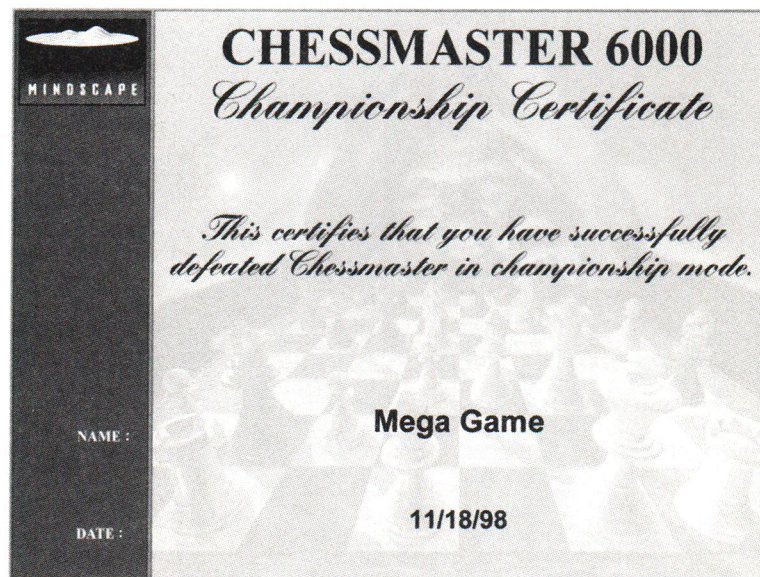 MINDSCAPE
CHESSMASTER 6000
Championship Certificate
This certifies that you have successfully
defeated Chessmaster in championship mode.
NAME : Mega Game
DATE : 11/18/98